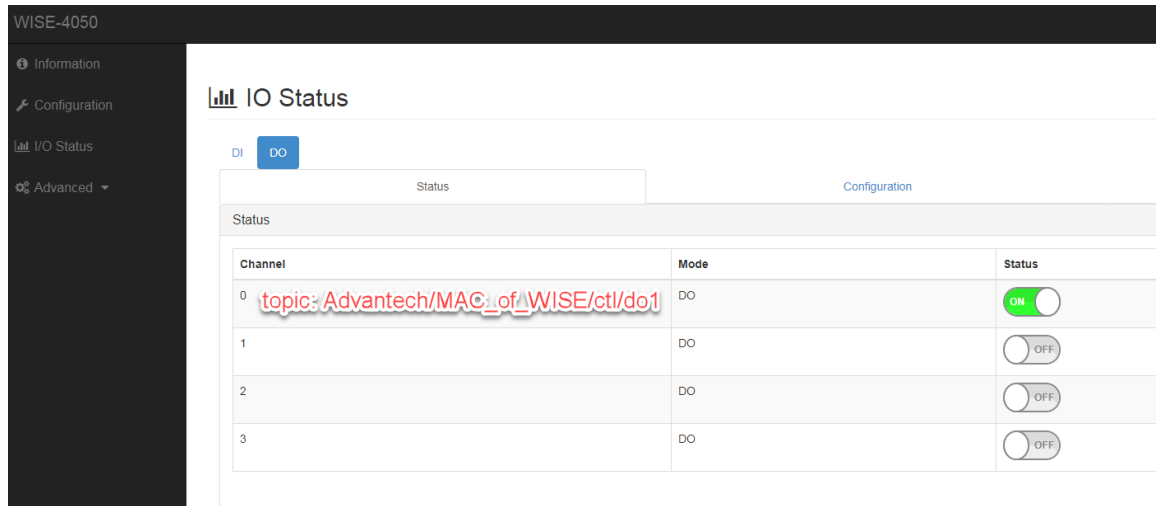 WISE-4050
Information
Configuration
I/O Status
Advanced
IO Status
DI DO
Status Configuration
Status
Channel Mode Status
0 topic: Advantech/MAC_of_WISE/ctl/do1 DO ON
1 DO OFF
2 DO OFF
3 DO OFF